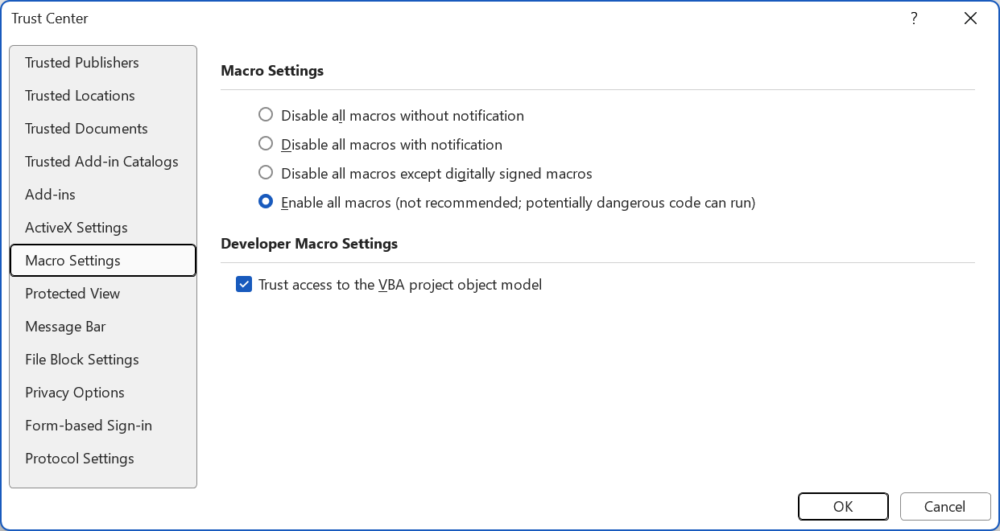 Trust Center
?
Trusted Publishers
Trusted Locations
Trusted Documents
Trusted Add-in Catalogs
Add-ins
ActiveX Settings
Macro Settings
Protected View
Message Bar
File Block Settings
Privacy Options
Form-based Sign-in
Protocol Settings
Macro Settings
Disable all macros without notification
Disable all macros with notification
Disable all macros except digitally signed macros
Enable all macros (not recommended; potentially dangerous code can run)
Developer Macro Settings
Trust access to the VBA project object model
OK
Cancel